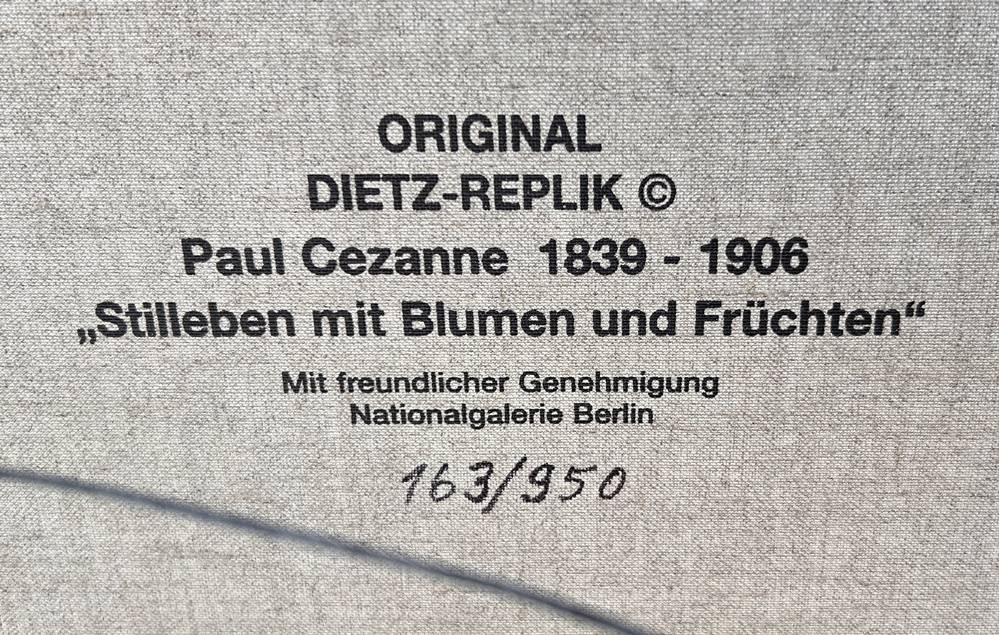 ORIGINAL
DIETZ-REPLIK ©
Paul Cezanne 1839 - 1906
„Stilleben mit Blumen und Früchten“
Mit freundlicher Genehmigung
Nationalgalerie Berlin
163/950